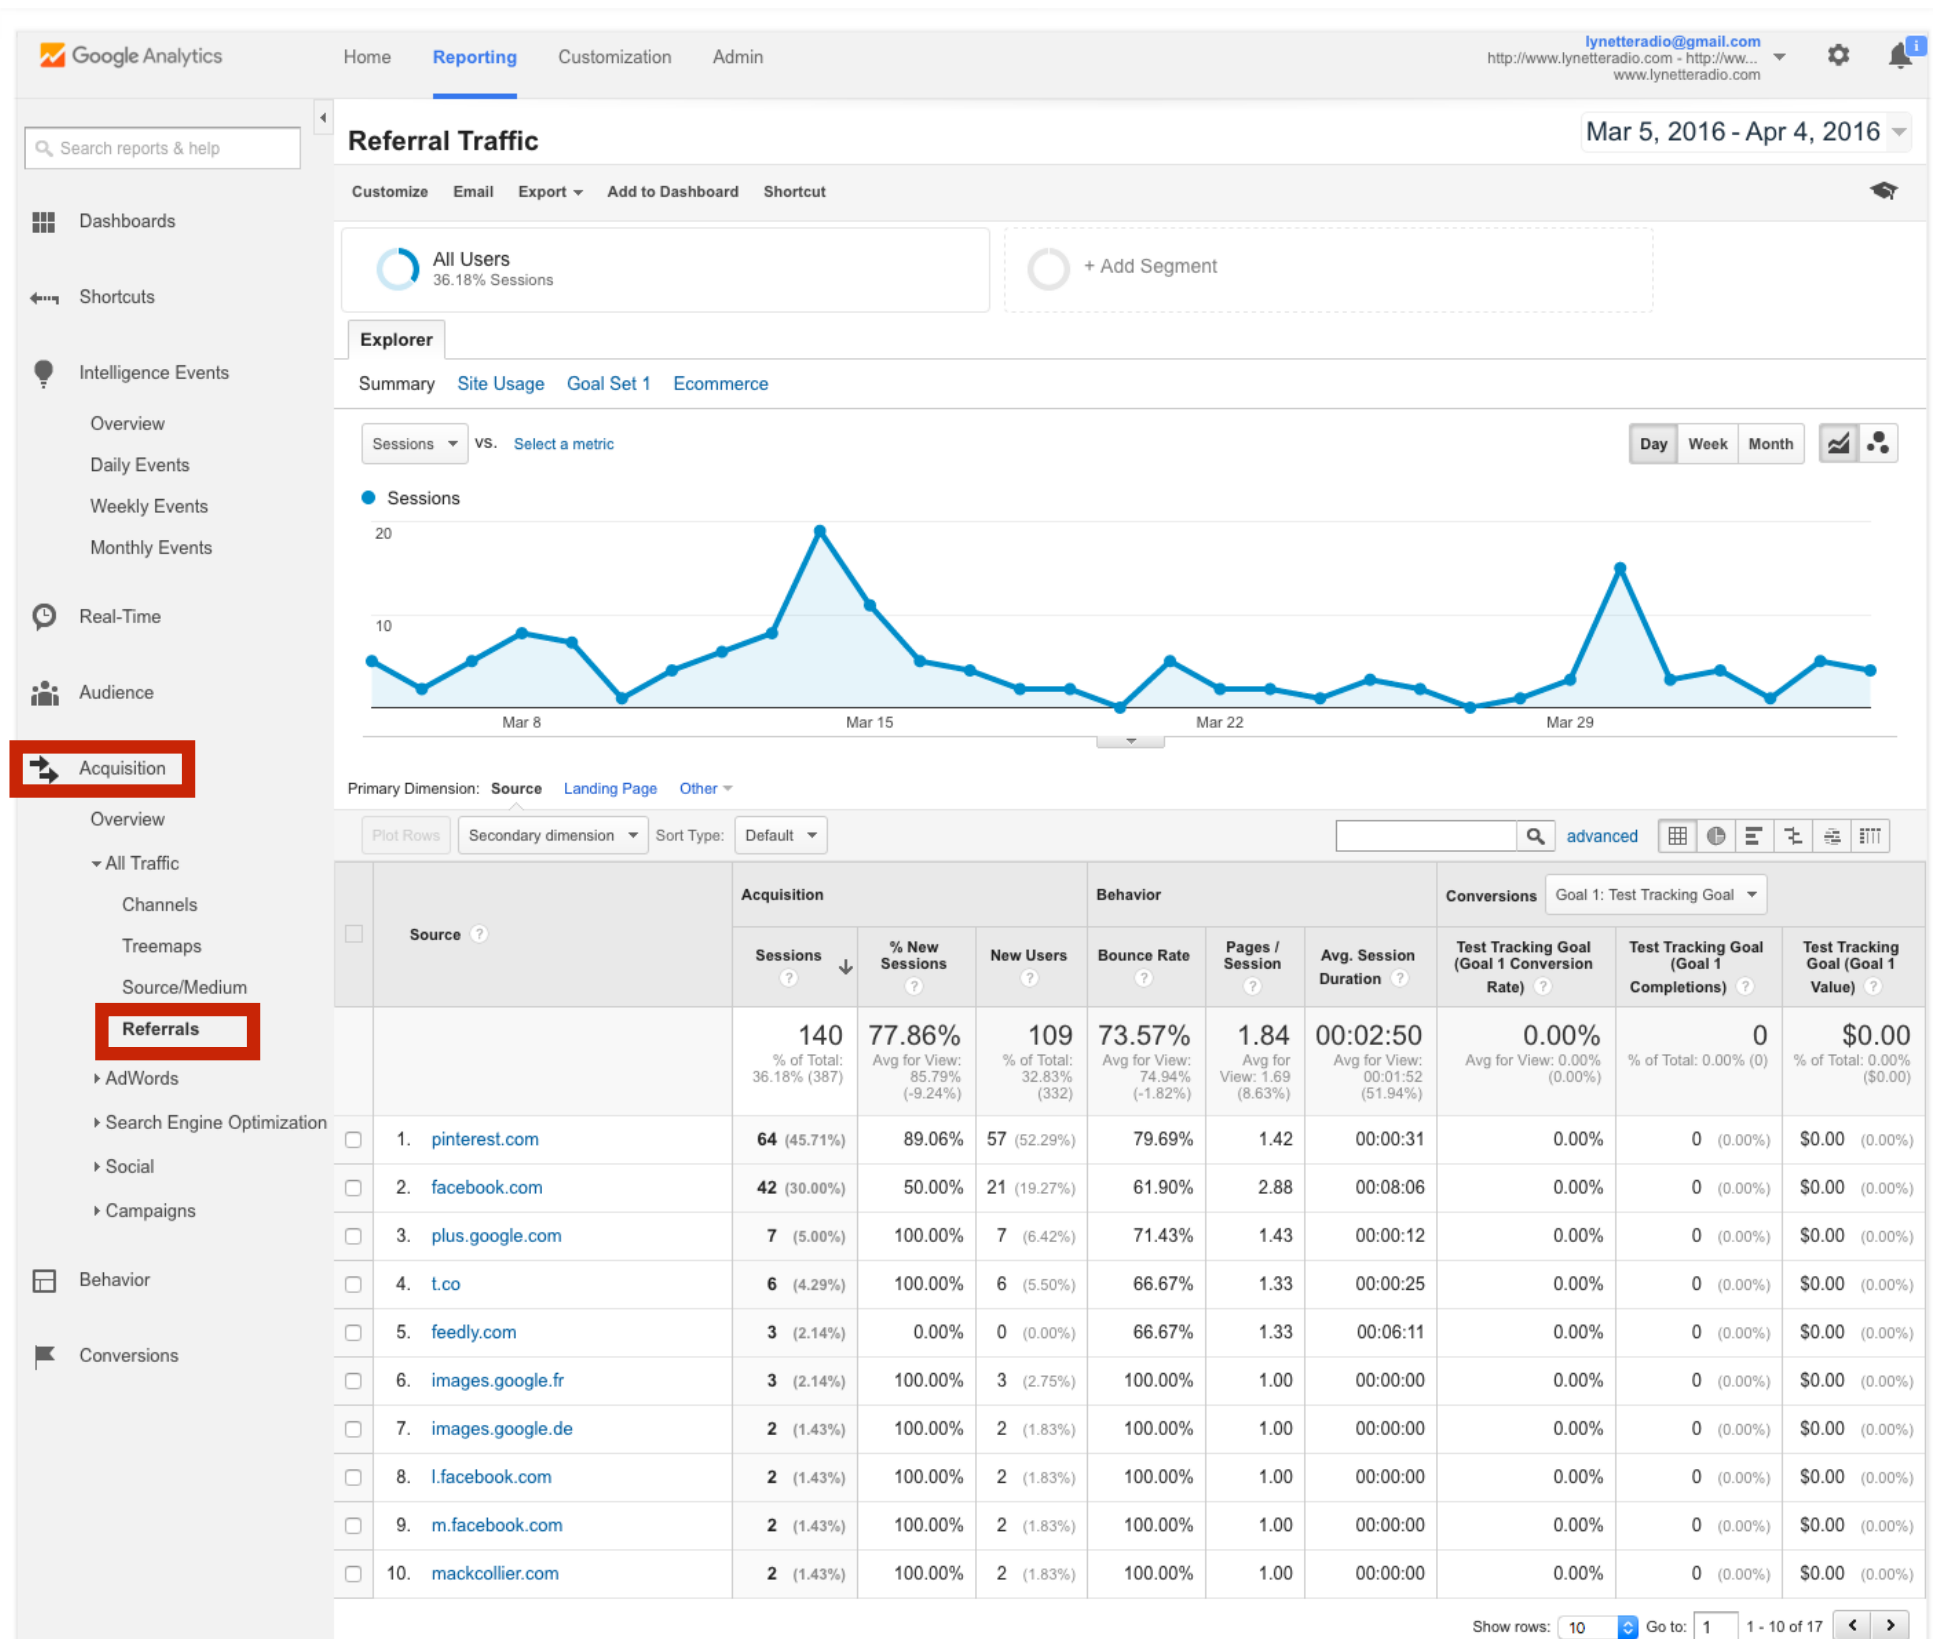 Google Analytics
Home Reporting Customization Admin
lynetteradio@gmail.com
http://www.lynetteradio.com - http://ww...
www.lynetteradio.com
i
Search reports & help
Dashboards
Shortcuts
Intelligence Events
Overview
Daily Events
Weekly Events
Monthly Events
Real-Time
Audience
Acquisition
Overview
All Traffic
Channels
Treemaps
Source/Medium
Referrals
AdWords
Search Engine Optimization
Social
Campaigns
Behavior
Conversions
Referral Traffic
Mar 5, 2016 - Apr 4, 2016
Customize Email Export Add to Dashboard Shortcut
All Users
36.18% Sessions
+ Add Segment
Explorer
Summary Site Usage Goal Set 1 Ecommerce
Sessions VS. Select a metric
Day Week Month
Sessions
20
10
Mar 8 Mar 15 Mar 22 Mar 29
Primary Dimension: Source Landing Page Other
Plot Rows Secondary dimension Sort Type: Default
advanced
Source ?
Acquisition
Behavior
Conversions Goal 1: Test Tracking Goal
Sessions ?
% New Sessions ?
New Users ?
Bounce Rate ?
Pages / Session ?
Avg. Session Duration ?
Test Tracking Goal (Goal 1 Conversion Rate) ?
Test Tracking Goal (Goal 1 Completions) ?
Test Tracking Goal (Goal 1 Value) ?
140 % of Total: 36.18% (387)
77.86% Avg for View: 85.79% (-9.24%)
109 % of Total: 32.83% (332)
73.57% Avg for View: 74.94% (-1.82%)
1.84 Avg for View: 1.69 (8.63%)
00:02:50 Avg for View: 00:01:52 (51.94%)
0.00% Avg for View: 0.00% (0.00%)
0 % of Total: 0.00% (0)
$0.00 % of Total: 0.00% ($0.00)
1. pinterest.com 64 (45.71%) 89.06% 57 (52.29%) 79.69% 1.42 00:00:31 0.00% 0 (0.00%) $0.00 (0.00%)
2. facebook.com 42 (30.00%) 50.00% 21 (19.27%) 61.90% 2.88 00:08:06 0.00% 0 (0.00%) $0.00 (0.00%)
3. plus.google.com 7 (5.00%) 100.00% 7 (6.42%) 71.43% 1.43 00:00:12 0.00% 0 (0.00%) $0.00 (0.00%)
4. t.co 6 (4.29%) 100.00% 6 (5.50%) 66.67% 1.33 00:00:25 0.00% 0 (0.00%) $0.00 (0.00%)
5. feedly.com 3 (2.14%) 0.00% 0 (0.00%) 66.67% 1.33 00:06:11 0.00% 0 (0.00%) $0.00 (0.00%)
6. images.google.fr 3 (2.14%) 100.00% 3 (2.75%) 100.00% 1.00 00:00:00 0.00% 0 (0.00%) $0.00 (0.00%)
7. images.google.de 2 (1.43%) 100.00% 2 (1.83%) 100.00% 1.00 00:00:00 0.00% 0 (0.00%) $0.00 (0.00%)
8. l.facebook.com 2 (1.43%) 100.00% 2 (1.83%) 100.00% 1.00 00:00:00 0.00% 0 (0.00%) $0.00 (0.00%)
9. m.facebook.com 2 (1.43%) 100.00% 2 (1.83%) 100.00% 1.00 00:00:00 0.00% 0 (0.00%) $0.00 (0.00%)
10. mackcollier.com 2 (1.43%) 100.00% 2 (1.83%) 100.00% 1.00 00:00:00 0.00% 0 (0.00%) $0.00 (0.00%)
Show rows: 10 Go to: 1 1 - 10 of 17